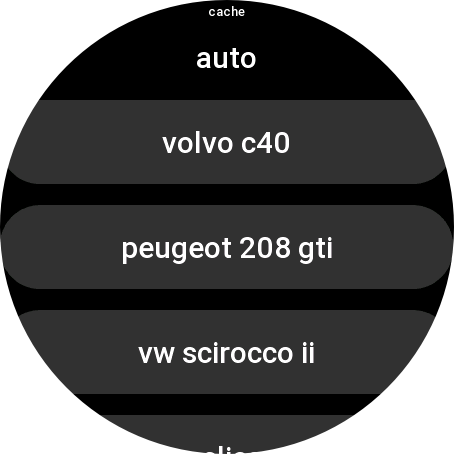 cache
auto
volvo c40
peugeot 208 gti
vw scirocco ii